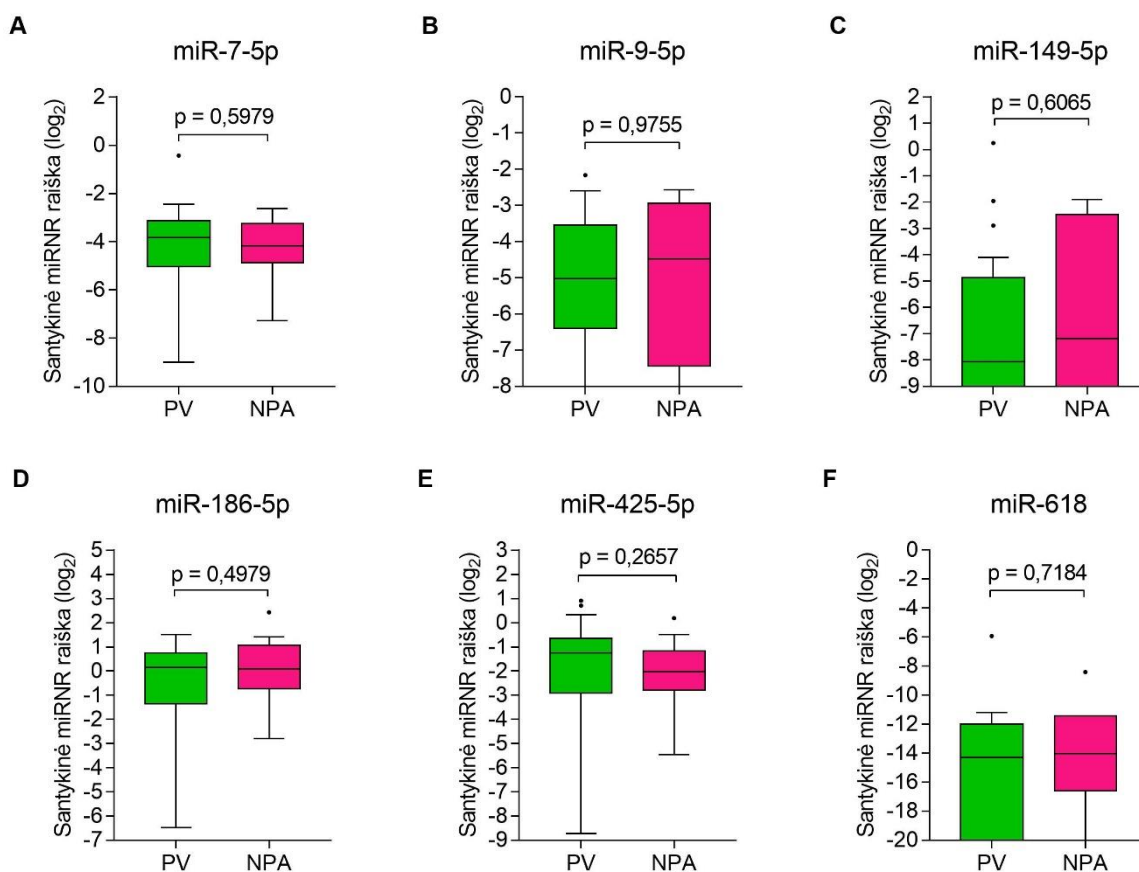 A
miR-7-5p
Santykinė miRNR raiška (log₂)
2
0
-2
-4
-6
-8
-10
p = 0,5979
PV
NPA
B
miR-9-5p
Santykinė miRNR raiška (log₂)
0
-1
-2
-3
-4
-5
-6
-7
-8
p = 0,9755
PV
NPA
C
miR-149-5p
Santykinė miRNR raiška (log₂)
2
1
0
-1
-2
-3
-4
-5
-6
-7
-8
-9
p = 0,6065
PV
NPA
D
miR-186-5p
Santykinė miRNR raiška (log₂)
5
4
3
2
1
0
-1
-2
-3
-4
-5
-6
-7
p = 0,4979
PV
NPA
E
miR-425-5p
Santykinė miRNR raiška (log₂)
3
2
1
0
-1
-2
-3
-4
-5
-6
-7
-8
-9
p = 0,2657
PV
NPA
F
miR-618
Santykinė miRNR raiška (log₂)
0
-2
-4
-6
-8
-10
-12
-14
-16
-18
-20
p = 0,7184
PV
NPA